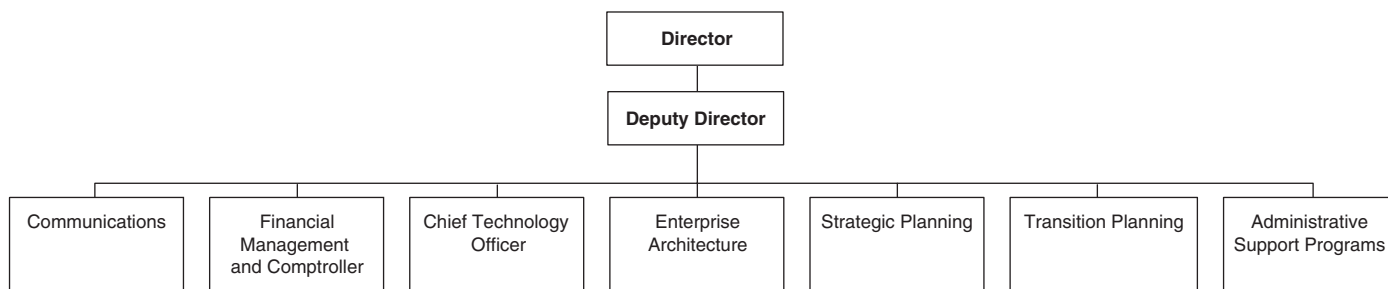 Director
Deputy Director
Communications
Financial
Management
and Comptroller
Chief Technology
Officer
Enterprise
Architecture
Strategic Planning
Transition Planning
Administrative
Support Programs